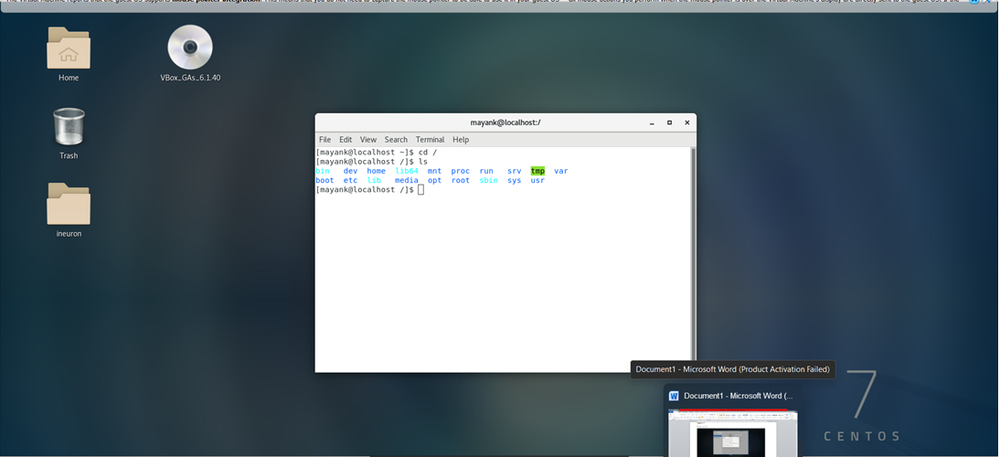 The Virtual Machine reports that the guest OS supports mouse pointer integration. This means that you do not need to capture the mouse pointer to be able to use it in your guest OS -- all mouse actions you perform when the mouse pointer is over the Virtual Machine's display are directly sent to the guest OS. If the
Home
VBox_GAs_6.1.40
Trash
ineuron
mayank@localhost:/
File Edit View Search Terminal Help
[mayank@localhost ~]$ cd /
[mayank@localhost /]$ ls
bin dev home lib64 mnt proc run srv tmp var
boot etc lib media opt root sbin sys usr
[mayank@localhost /]$
Document1 - Microsoft Word (Product Activation Failed)
Document1 - Microsoft Word (...
7
CENTOS